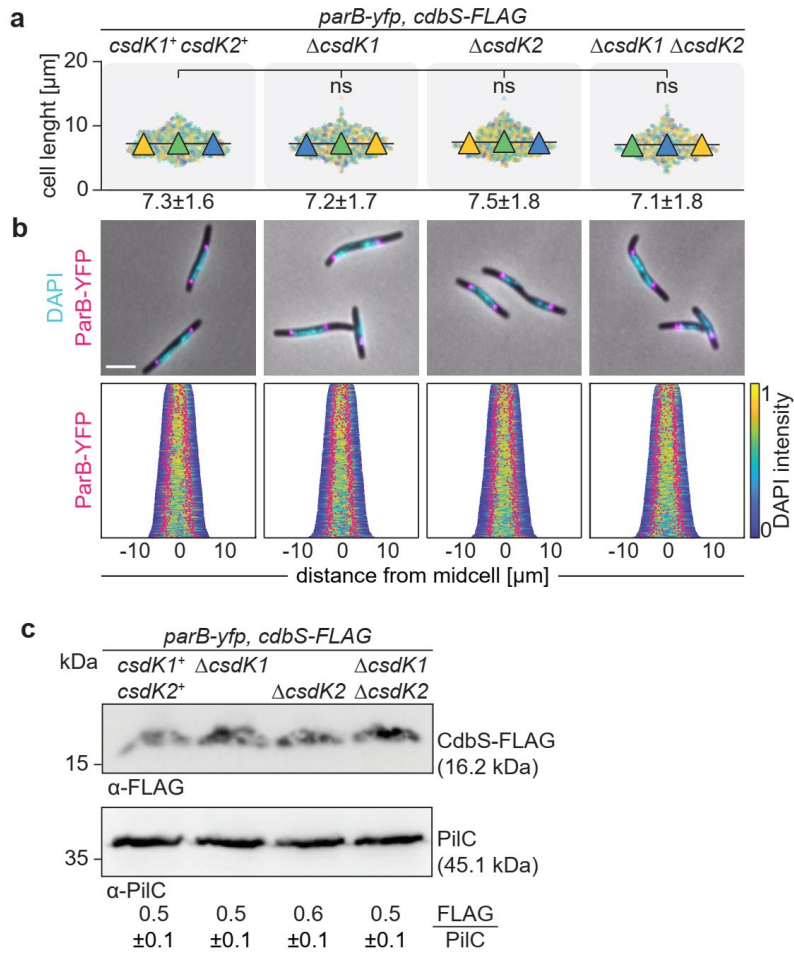 a
parB-yfp, cdbS-FLAG
csdK1⁺ csdK2⁺ ΔcsdK1 ΔcsdK2 ΔcsdK1 ΔcsdK2
cell lenght [µm]
20
10
0
ns ns ns
7.3±1.6 7.2±1.7 7.5±1.8 7.1±1.8
b
DAPI
ParB-YFP
ParB-YFP
1
0
DAPI intensity
-10 0 10 -10 0 10 -10 0 10 -10 0 10
distance from midcell [µm]
c
parB-yfp, cdbS-FLAG
kDa csdK1⁺ ΔcsdK1 ΔcsdK1
csdK2⁺ ΔcsdK2 ΔcsdK2
CdbS-FLAG
15 (16.2 kDa)
α-FLAG
PilC
35 (45.1 kDa)
α-PilC
0.5 0.5 0.6 0.5 FLAG
±0.1 ±0.1 ±0.1 ±0.1 PilC